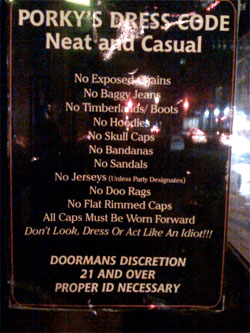 PORKY'S DRESS CODE
Neat and Casual
No Exposed Chains
No Baggy Jeans
No Timberlands/ Boots
No Hoodies
No Skull Caps
No Bandanas
No Sandals
No Jerseys (Unless Party Designates)
No Doo Rags
No Flat Rimmed Caps
All Caps Must Be Worn Forward
Don't Look, Dress Or Act Like An Idiot!!!
DOORMANS DISCRETION
21 AND OVER
PROPER ID NECESSARY